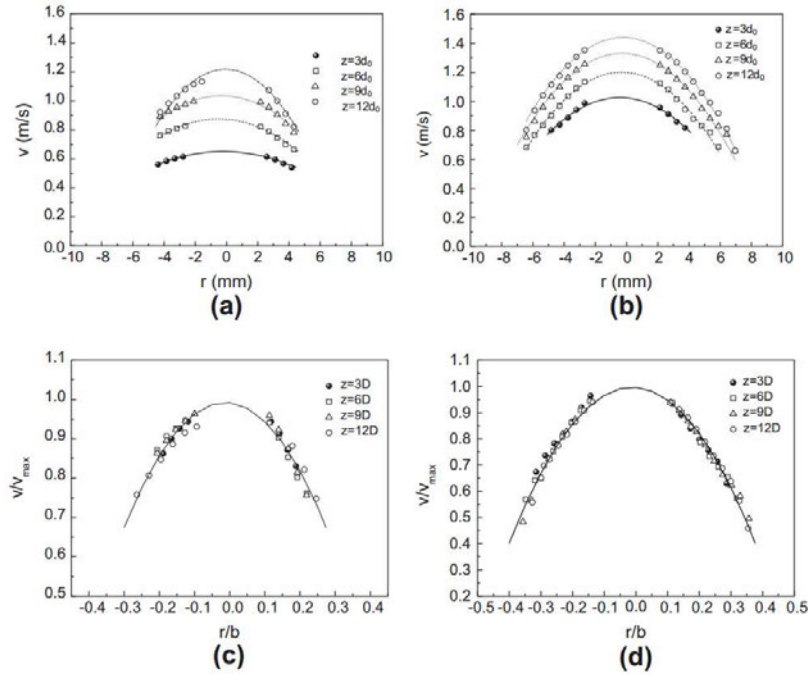 1.6
1.4
1.2
1.0
0.8
0.6
0.4
0.2
0.0
v (m/s)
z=3d₀
z=6d₀
z=9d₀
z=12d₀
-10 -8 -6 -4 -2 0 2 4 6 8 10
r (mm)
(a)
1.6
1.4
1.2
1.0
0.8
0.6
0.4
0.2
0.0
v (m/s)
z=3d₀
z=6d₀
z=9d₀
z=12d₀
-10 -8 -6 -4 -2 0 2 4 6 8 10
r (mm)
(b)
1.1
1.0
0.9
0.8
0.7
0.6
0.5
v/vmax
z=3D
z=6D
z=9D
z=12D
-0.4 -0.3 -0.2 -0.1 0.0 0.1 0.2 0.3 0.4
r/b
(c)
1.1
1.0
0.9
0.8
0.7
0.6
0.5
0.4
0.3
0.2
v/vmax
z=3D
z=6D
z=9D
z=12D
-0.5 -0.4 -0.3 -0.2 -0.1 0.0 0.1 0.2 0.3 0.4 0.5
r/b
(d)